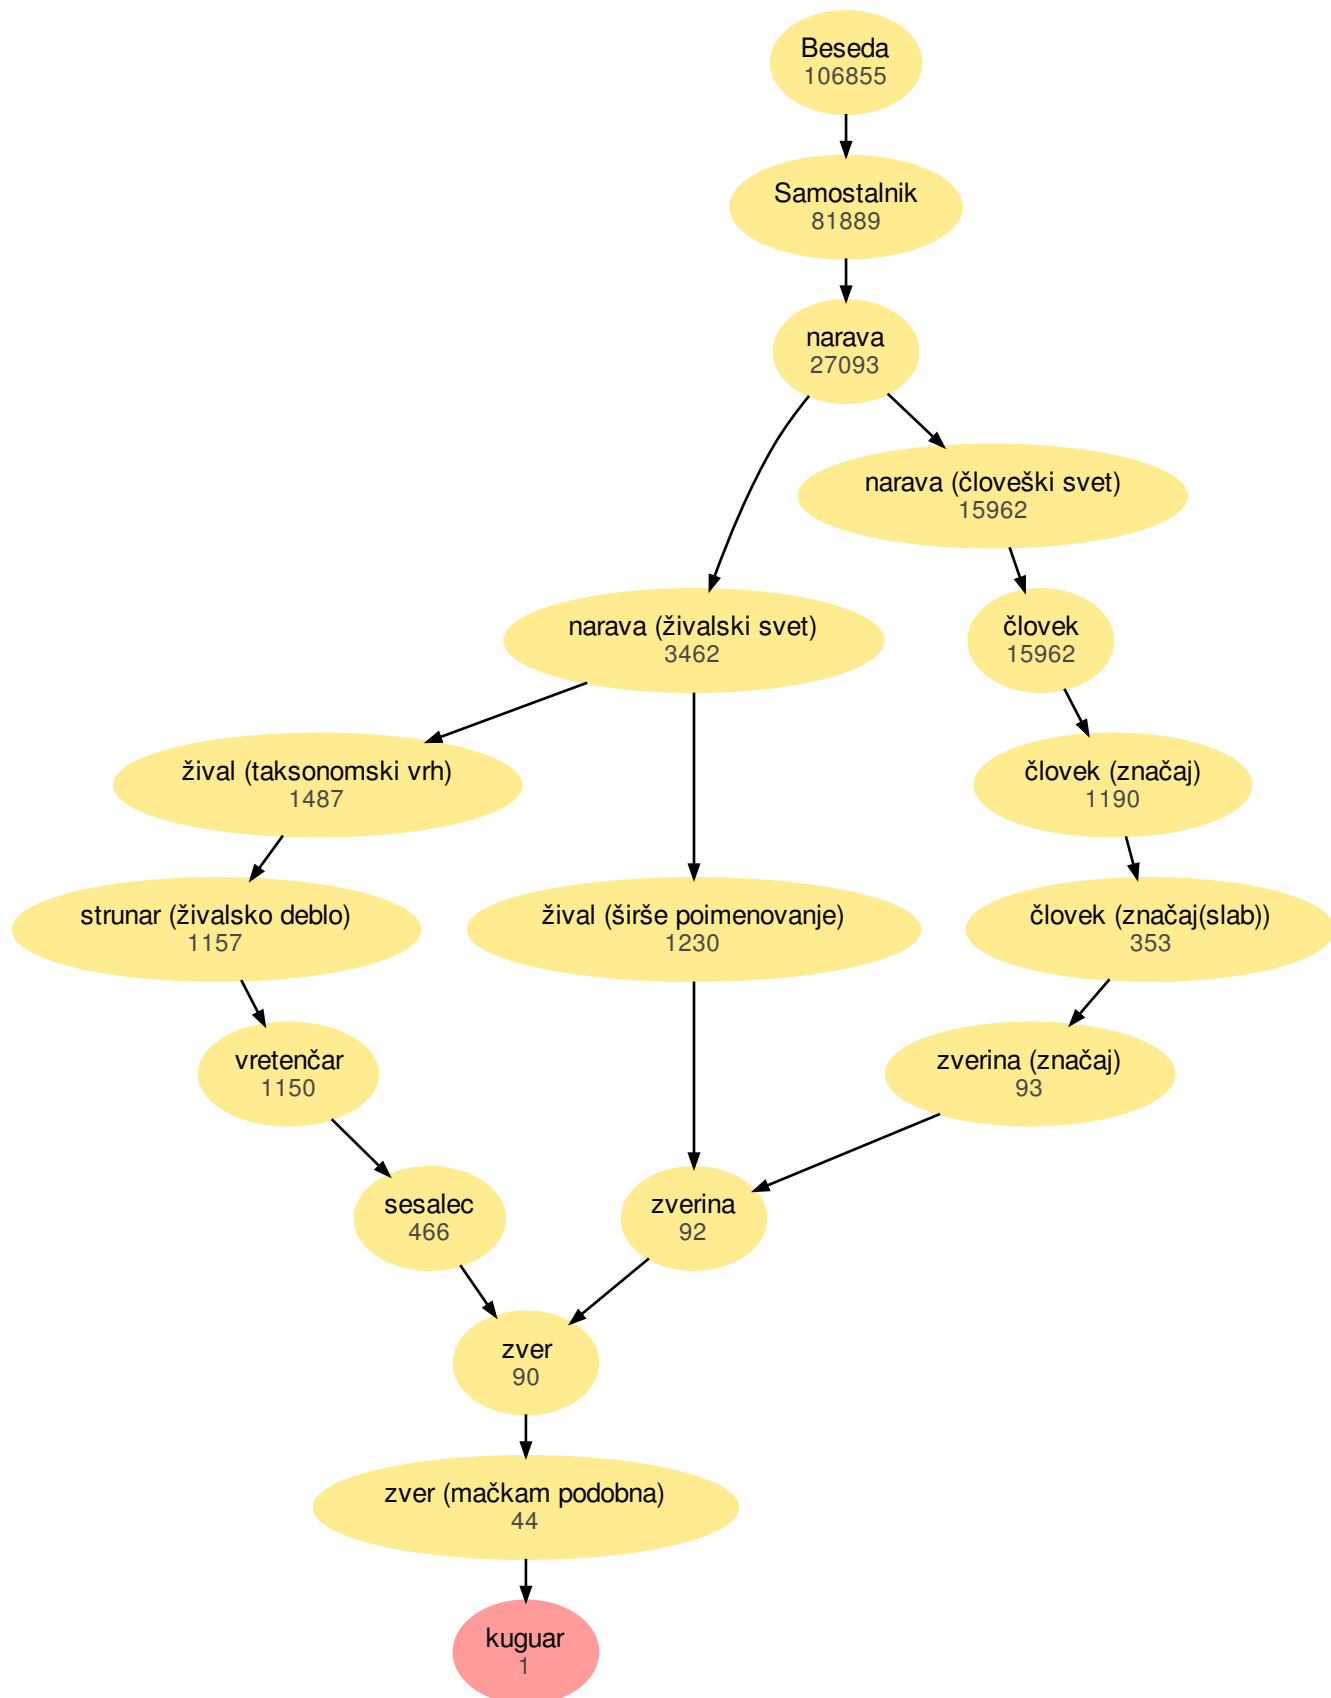 Beseda
106855
Samostalnik
81889
narava
27093
narava (človeški svet)
15962
narava (živalski svet)
3462
človek
15962
žival (taksonomski vrh)
1487
človek (značaj)
1190
strunar (živalsko deblo)
1157
žival (širše poimenovanje)
1230
človek (značaj(slab))
353
vretenčar
1150
zverina (značaj)
93
sesalec
466
zverina
92
zver
90
zver (mačkam podobna)
44
kuguar
1